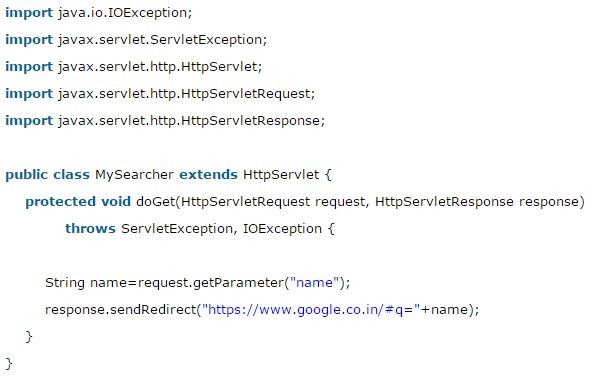 import java.io.IOException;
import javax.servlet.ServletException;
import javax.servlet.http.HttpServlet;
import javax.servlet.http.HttpServletRequest;
import javax.servlet.http.HttpServletResponse;
public class MySearcher extends HttpServlet {
protected void doGet(HttpServletRequest request, HttpServletResponse response)
throws ServletException, IOException {
String name=request.getParameter("name");
response.sendRedirect("https://www.google.co.in/#q="+name);
}
}